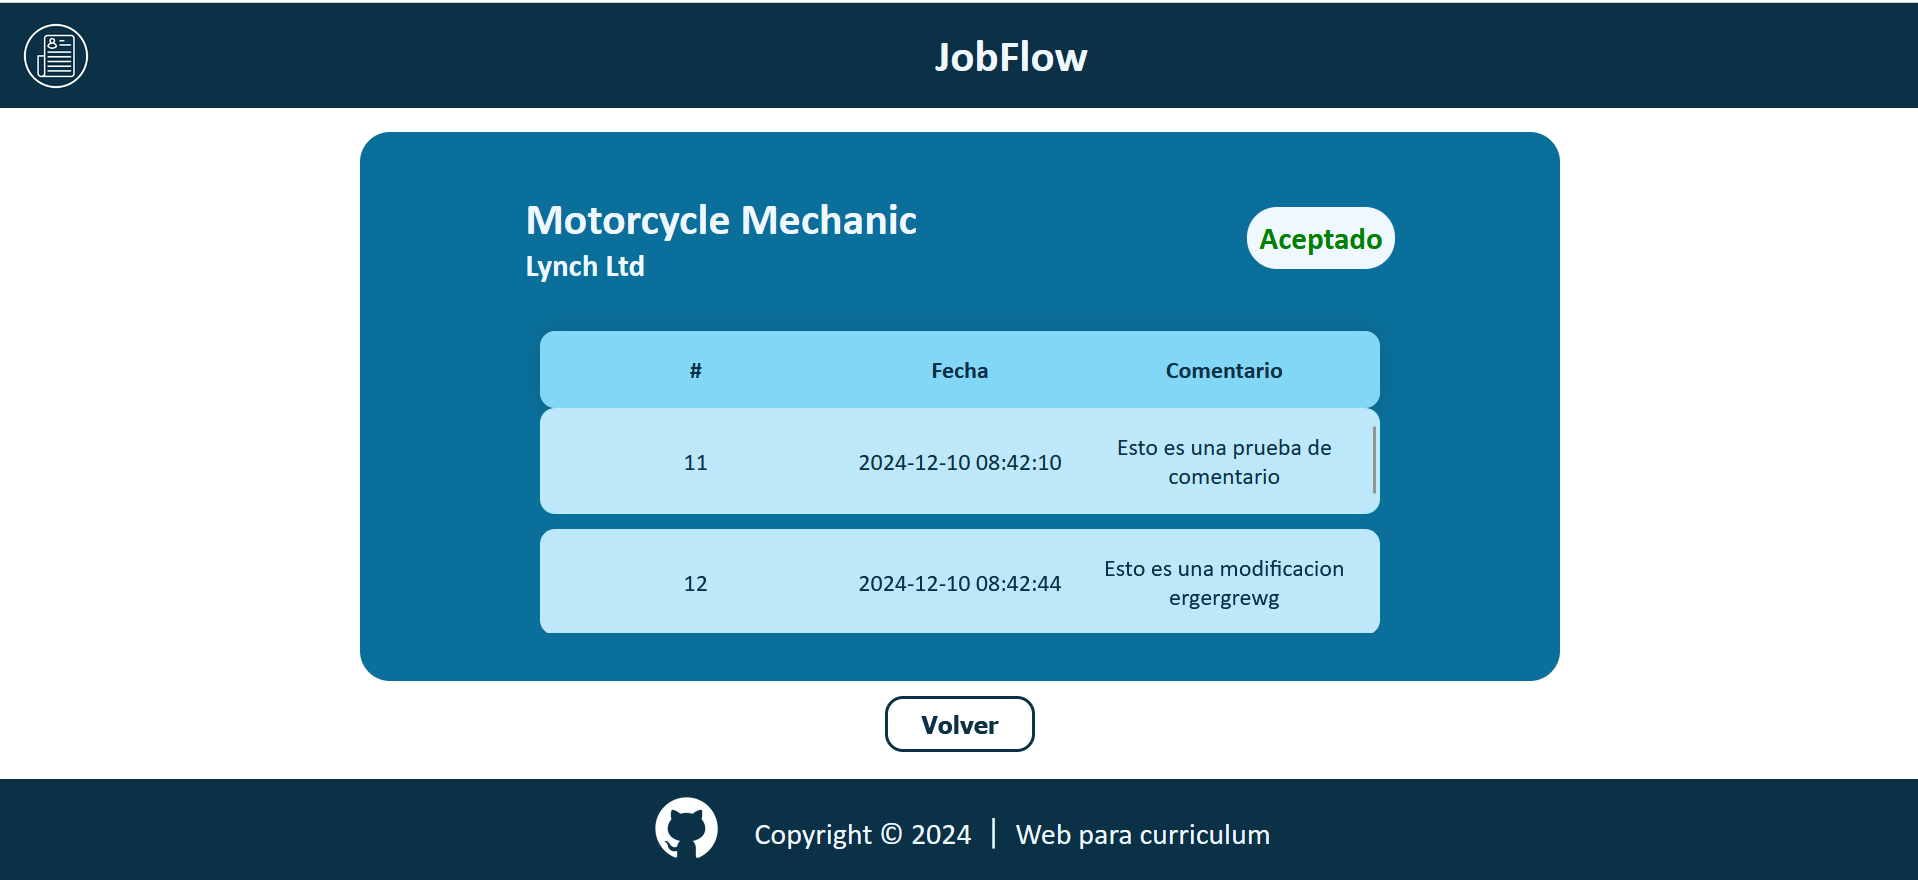 JobFlow
Motorcycle Mechanic
Lynch Ltd
Aceptado
# Fecha Comentario
11 2024-12-10 08:42:10 Esto es una prueba de
comentario
12 2024-12-10 08:42:44 Esto es una modificacion
ergergrewg
Volver
Copyright © 2024 | Web para curriculum